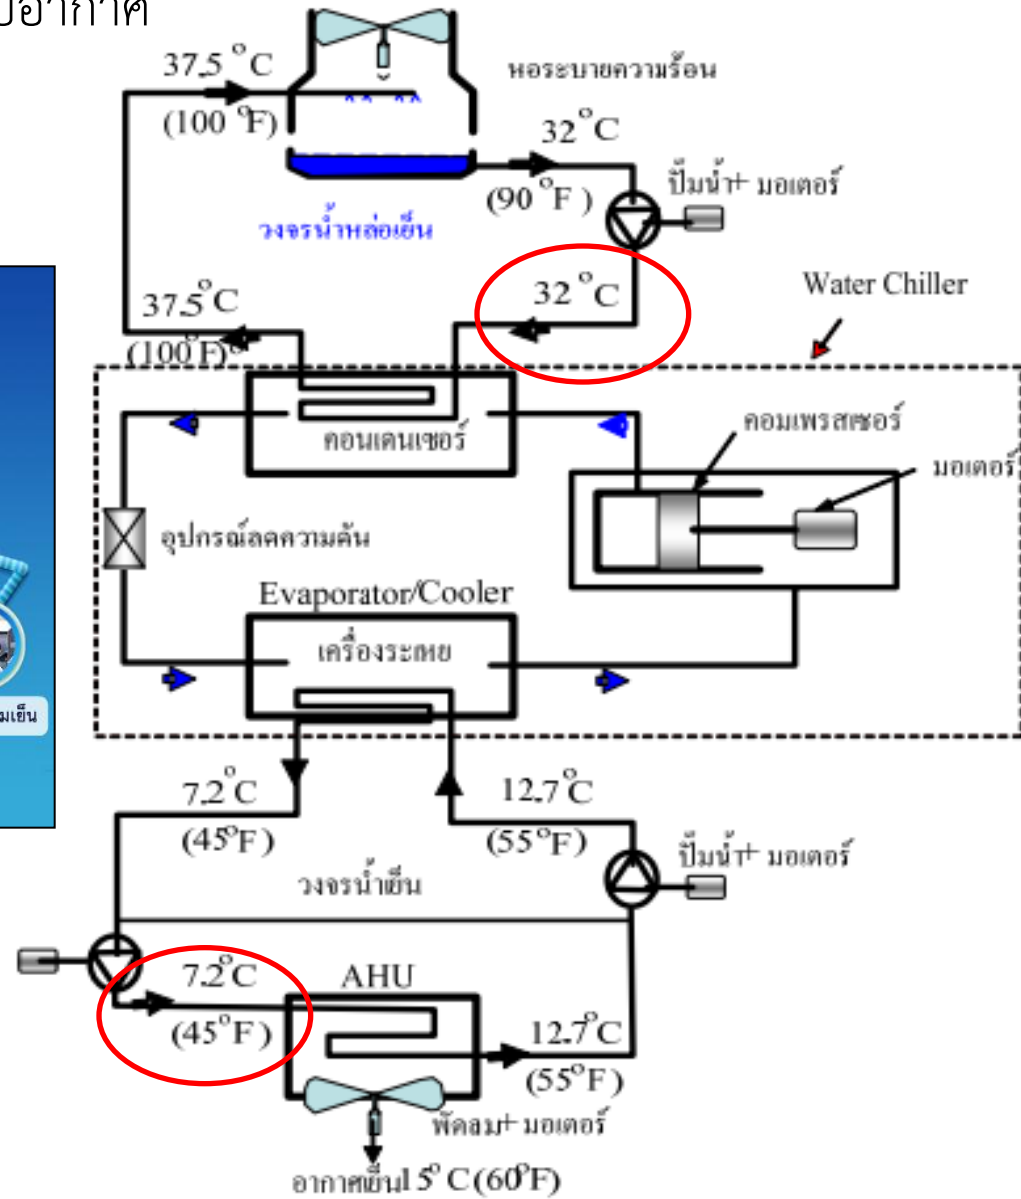 37.5 °C
(100 °F)
หอระบายความร้อน
32 °C
(90 °F)
ปั๊มน้ำ+ มอเตอร์
วงจรน้ำหล่อเย็น
37.5°C
(100°F)°
32 °C
Water Chiller
คอนเดนเซอร์
คอมเพรสเซอร์
มอเตอร์
อุปกรณ์ลดความดัน
Evaporator/Cooler
เครื่องระเหย
7.2°C
(45°F)
12.7°C
(55°F)
ปั๊มน้ำ+ มอเตอร์
วงจรน้ำเย็น
7.2°C
(45°F)
AHU
12.7°C
(55°F)
พัดลม+ มอเตอร์
อากาศเย็น15°C(60°F)